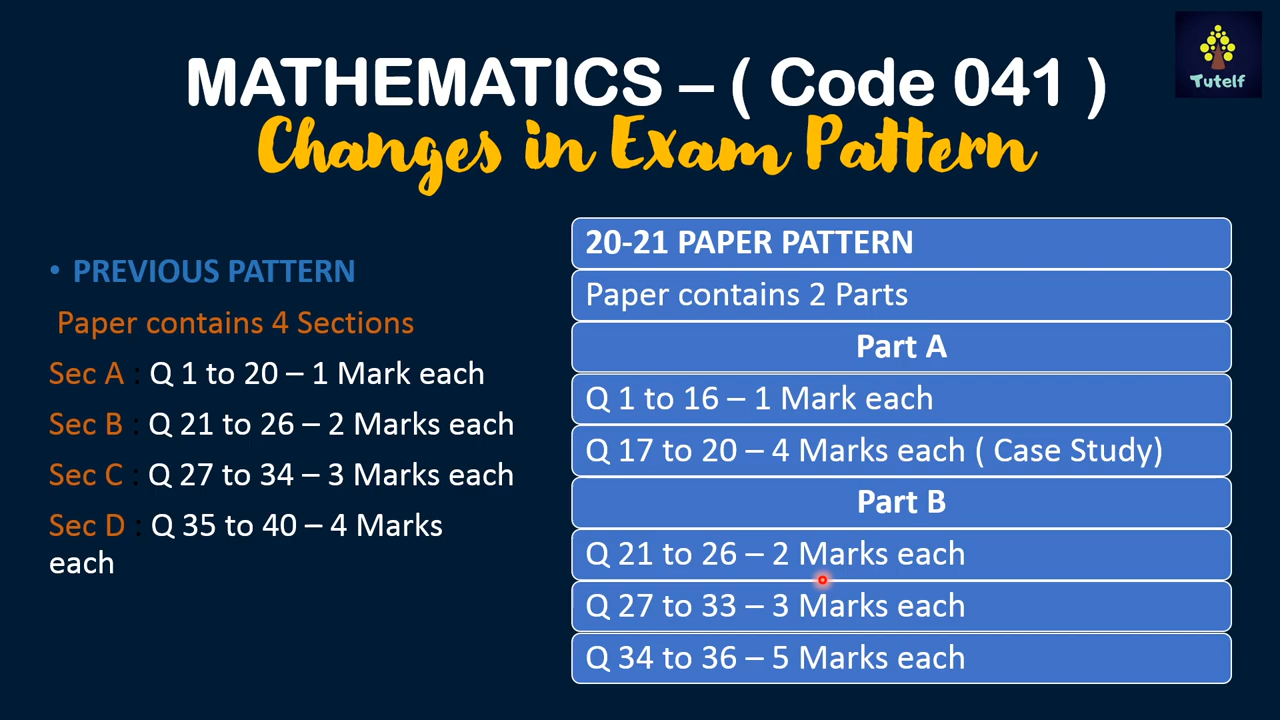 MATHEMATICS – ( Code 041 )
Changes in Exam Pattern
Tutelf
• PREVIOUS PATTERN
Paper contains 4 Sections
Sec A : Q 1 to 20 – 1 Mark each
Sec B : Q 21 to 26 – 2 Marks each
Sec C : Q 27 to 34 – 3 Marks each
Sec D : Q 35 to 40 – 4 Marks
each
20-21 PAPER PATTERN
Paper contains 2 Parts
Part A
Q 1 to 16 – 1 Mark each
Q 17 to 20 – 4 Marks each ( Case Study)
Part B
Q 21 to 26 – 2 Marks each
Q 27 to 33 – 3 Marks each
Q 34 to 36 – 5 Marks each